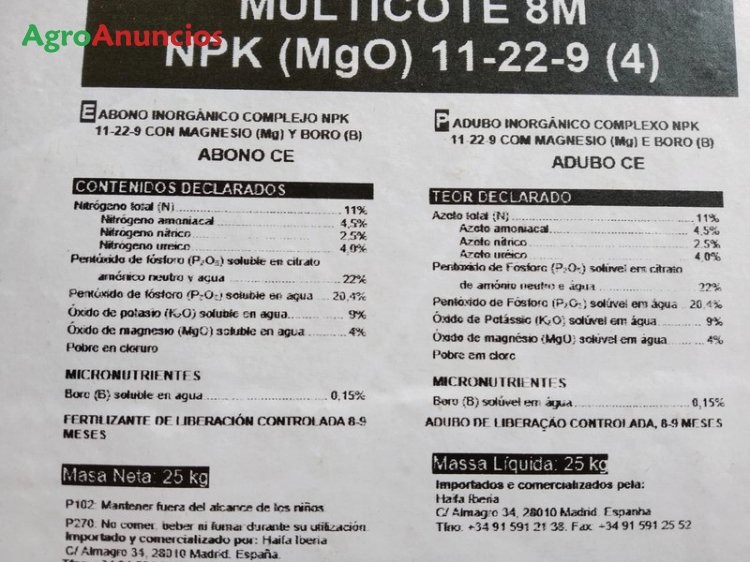 AgroAnuncios
MULTICOTE 8M
NPK (MgO) 11-22-9 (4)
E ABONO INORGÁNICO COMPLEJO NPK
11-22-9 CON MAGNESIO (Mg) Y BORO (B)
ABONO CE
CONTENIDOS DECLARADOS
Nitrógeno total (N) 11%
Nitrógeno amoniacal 4,5%
Nitrógeno nítrico 2.5%
Nitrógeno ureico 4,0%
Pentóxido de fósforo (P₂O₅) soluble en citrato
amónico neutro y agua 22%
Pentóxido de fósforo (P₂O₅) soluble en agua 20,4%
Óxido de potasio (K₂O) soluble en agua 9%
Óxido de magnesio (MgO) soluble en agua 4%
Pobre en cloruro
MICRONUTRIENTES
Boro (B) soluble en agua 0,15%
FERTILIZANTE DE LIBERACIÓN CONTROLADA 8-9
MESES
Masa Neta: 25 kg
P102: Mantener fuera del alcance de los niños.
P270: No comer, beber ni fumar durante su utilización.
Importado y comercializado por: Haifa Iberia
C/ Almagro 34, 28010 Madrid. España.
P ADUBO INORGÂNICO COMPLEXO NPK
11-22-9 COM MAGNÉSIO (Mg) E BORO (B)
ADUBO CE
TEOR DECLARADO
Azoto total (N) 11%
Azoto amoniacal 4,5%
Azoto nítrico 2.5%
Azoto uréico 4,0%
Pentóxido de Fósforo (P₂O₅) solúvel em citrato
de amónio neutro e água 22%
Pentóxido de Fósforo (P₂O₅) solúvel em água 20.4%
Óxido de Potássic (K₂O) solúvel em água 9%
Óxido de magnésio (MgO) solúvel em água 4%
Pobre em cloro
MICRONUTRIENTES
Boro (B) solúvel em água 0,15%
ADUBO DE LIBERAÇÃO CONTROLADA, 8-9 MESES
Massa Líquida: 25 kg
Importados e comercializados pela:
Haifa Iberia
C/ Almagro 34, 28010 Madrid. Espanha
Tfno. +34 91 591 21 38. Fax +34 91 591 25 52